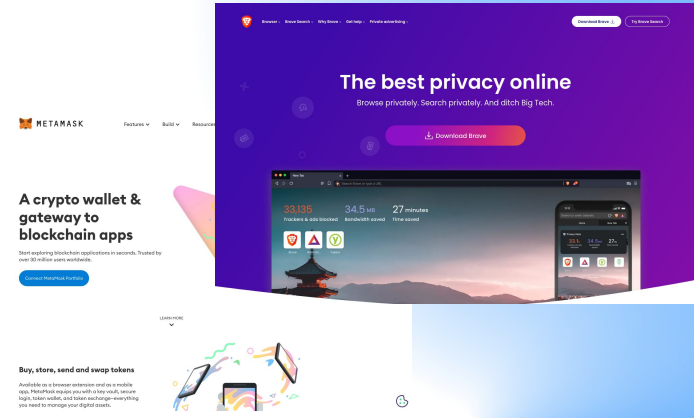 Browser
Brave Search
Why Brave
Get help
Private advertising
Download Brave
Try Brave Search
The best privacy online
Browse privately. Search privately. And ditch Big Tech.
Download Brave
METAMASK
Features
Build
Resources
A crypto wallet &
gateway to
blockchain apps
Start exploring blockchain applications in seconds. Trusted by
over 30 million users worldwide.
Connect MetaMask Portfolio
New Tab
33,135
Trackers & ads blocked
34.5 MB
Bandwidth saved
27 minutes
Time saved
LEARN MORE
Buy, store, send and swap tokens
Available as a browser extension and as a mobile
app, MetaMask equips you with a key vault, secure
login, token wallet, and token exchange—everything
you need to manage your digital assets.